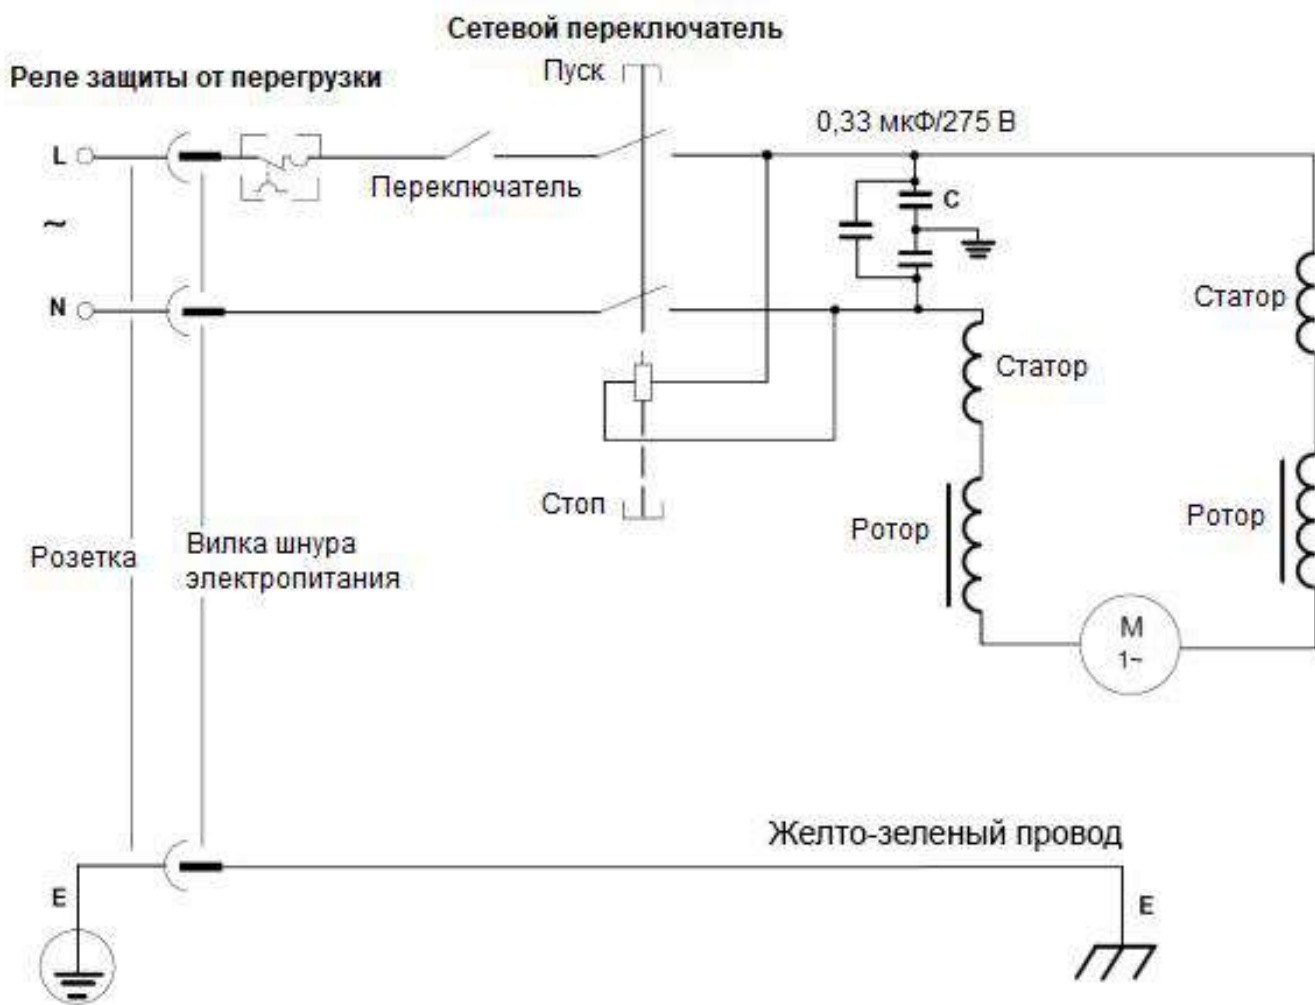 Сетевой переключатель
Пуск
Реле защиты от перегрузки
0,33 мкФ/275 В
L
Переключатель
C
~
N
Статор
Статор
Стоп
Ротор
Ротор
Розетка
Вилка шнура
электропитания
M
1~
Желто-зеленый провод
E
E